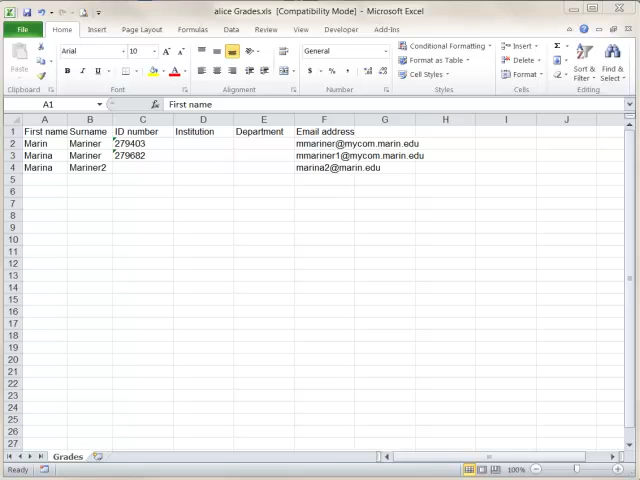 alice Grades.xls [Compatibility Mode] - Microsoft Excel
File Home Insert Page Layout Formulas Data Review View Developer Add-Ins
Paste
Clipboard
Arial 10
B I U
Font
Alignment
General
$ % ,
Number
Conditional Formatting
Format as Table
Cell Styles
Styles
Insert
Delete
Format
Cells
Σ
Sort & Filter
Find & Select
Editing
A1 fx First name
A B C D E F G H I J
1 First name Surname ID number Institution Department Email address
2 Marin Mariner 279403 mmariner@mycom.marin.edu
3 Marina Mariner 279682 mmariner1@mycom.marin.edu
4 Marina Mariner2 marina2@marin.edu
5
6
7
8
9
10
11
12
13
14
15
16
17
18
19
20
21
22
23
24
25
26
27
Grades
Ready 100%